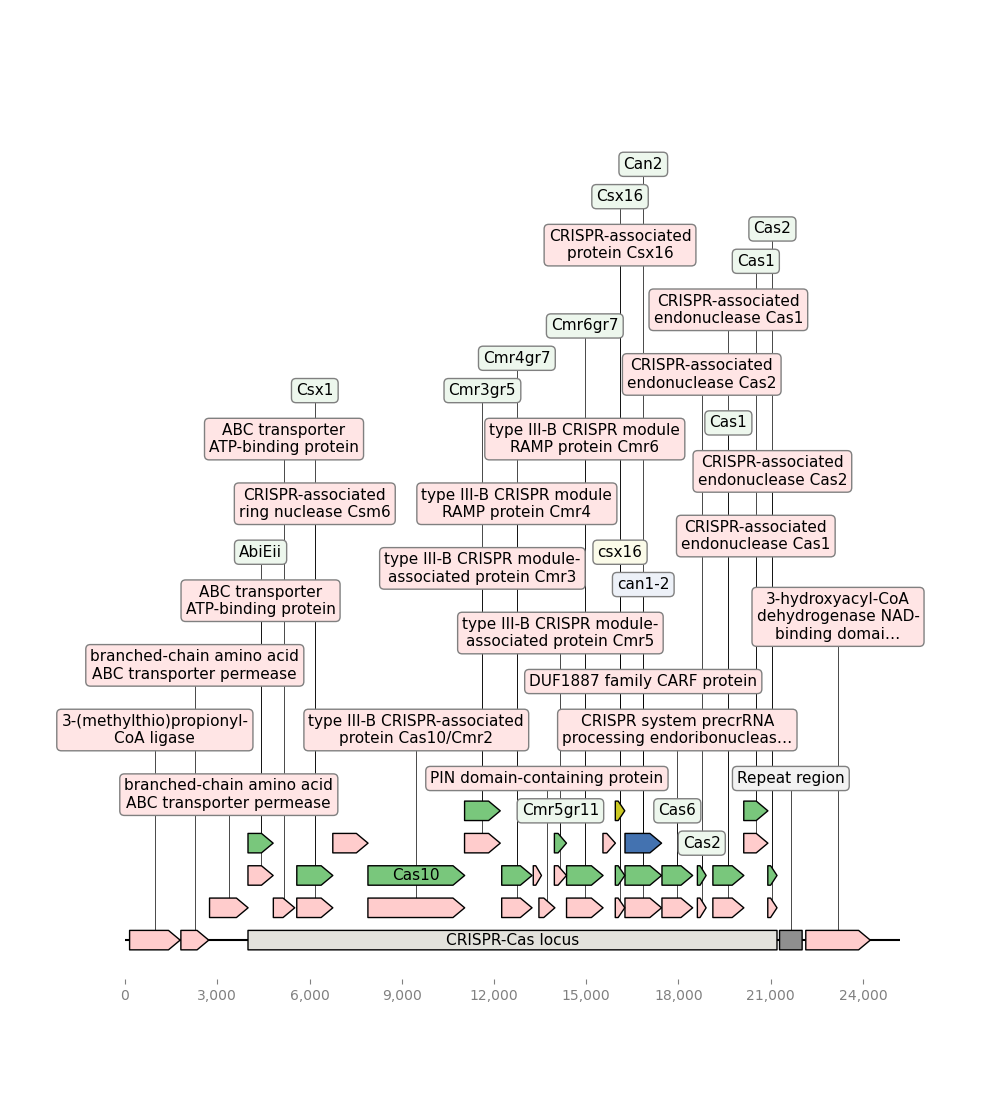 Can2
Csx16
CRISPR-associated
protein Csx16
Cas2
Cas1
CRISPR-associated
endonuclease Cas1
Cmr6gr7
Cmr4gr7
CRISPR-associated
endonuclease Cas2
Csx1
Cmr3gr5
Cas1
ABC transporter
ATP-binding protein
type III-B CRISPR module
RAMP protein Cmr6
CRISPR-associated
endonuclease Cas2
CRISPR-associated
ring nuclease Csm6
type III-B CRISPR module
RAMP protein Cmr4
CRISPR-associated
endonuclease Cas1
AbiEii
csx16
type III-B CRISPR module-
associated protein Cmr3
can1-2
ABC transporter
ATP-binding protein
3-hydroxyacyl-CoA
dehydrogenase NAD-
binding domai...
type III-B CRISPR module-
associated protein Cmr5
branched-chain amino acid
ABC transporter permease
DUF1887 family CARF protein
3-(methylthio)propionyl-
CoA ligase
type III-B CRISPR-associated
protein Cas10/Cmr2
CRISPR system precrRNA
processing endoribonucleas...
branched-chain amino acid
ABC transporter permease
PIN domain-containing protein
Repeat region
Cmr5gr11
Cas6
Cas2
Cas10
CRISPR-Cas locus
0
3,000
6,000
9,000
12,000
15,000
18,000
21,000
24,000